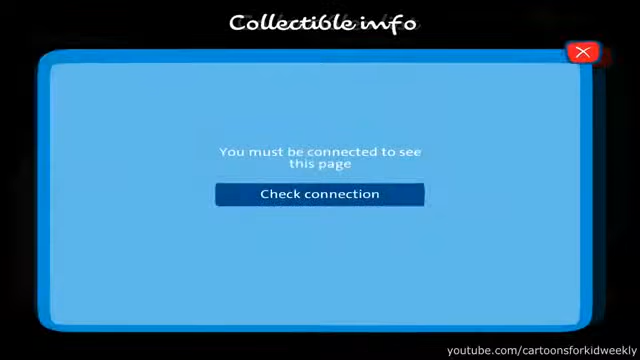 Collectible info
You must be connected to see
this page
Check connection
youtube.com/cartoonsforkidweekly